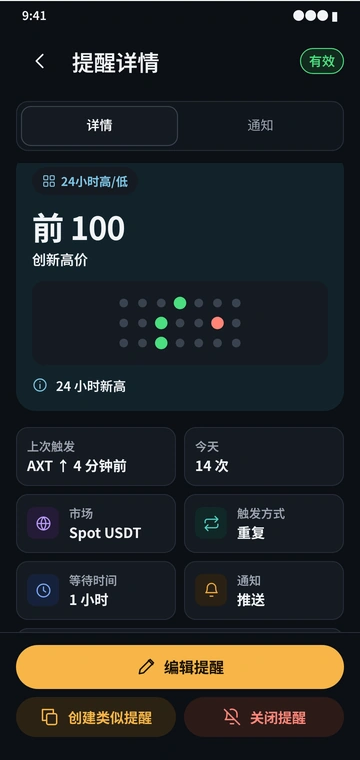 9:41
提醒详情
有效
详情
通知
24小时高/低
前 100
创新高价
24 小时新高
上次触发
AXT ↑ 4 分钟前
今天
14 次
市场
Spot USDT
触发方式
重复
等待时间
1 小时
通知
推送
编辑提醒
创建类似提醒
关闭提醒